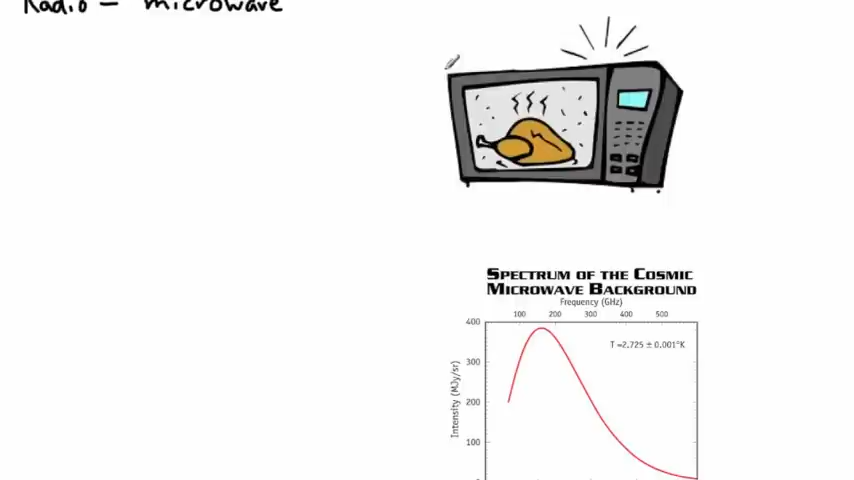 Radio - microwave
SPECTRUM OF THE COSMIC
MICROWAVE BACKGROUND
Frequency (GHz)
100 200 300 400 500
400
T =2.725 ± 0.001°K
300
Intensity (MJy/sr)
200
100